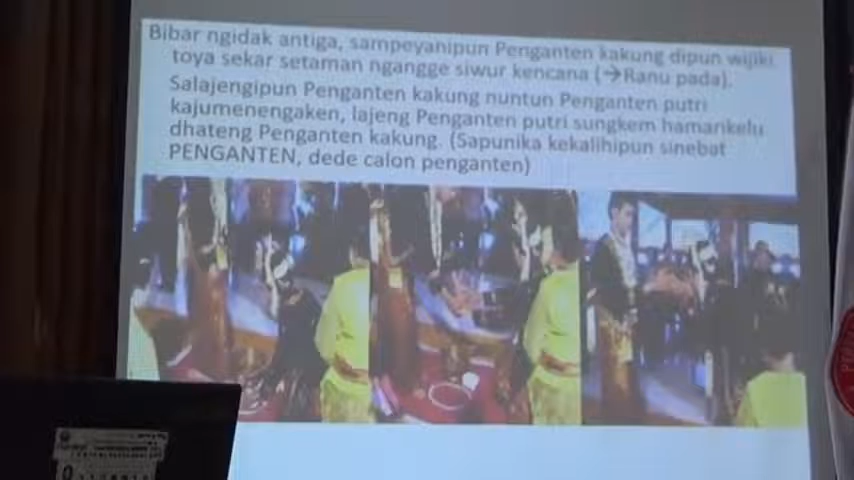 Bibar ngidak antiga, sampeyanipun Penganten kakung dipun wijiki
toya sekar setaman ngangge siwur kencana (→Ranu pada).
Salajengipun Penganten kakung nuntun Penganten putri
kajumenengaken, lajeng Penganten putri sungkem hamarikelu
dhateng Penganten kakung. (Sapunika kekalihipun sinebut
PENGANTEN, dede calon penganten)